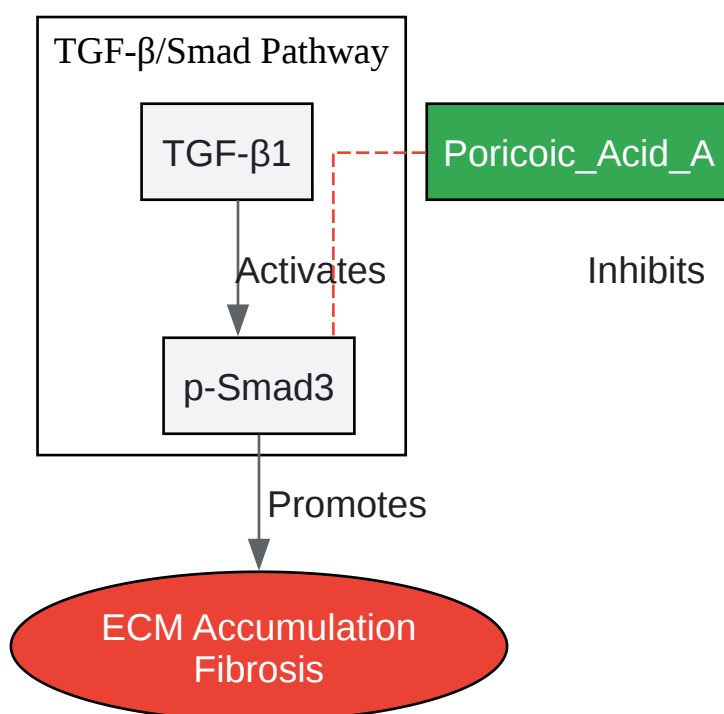 TGF-β/Smad Pathway
TGF-β1
Poricoic_Acid_A
Activates
Inhibits
p-Smad3
Promotes
ECM Accumulation
Fibrosis